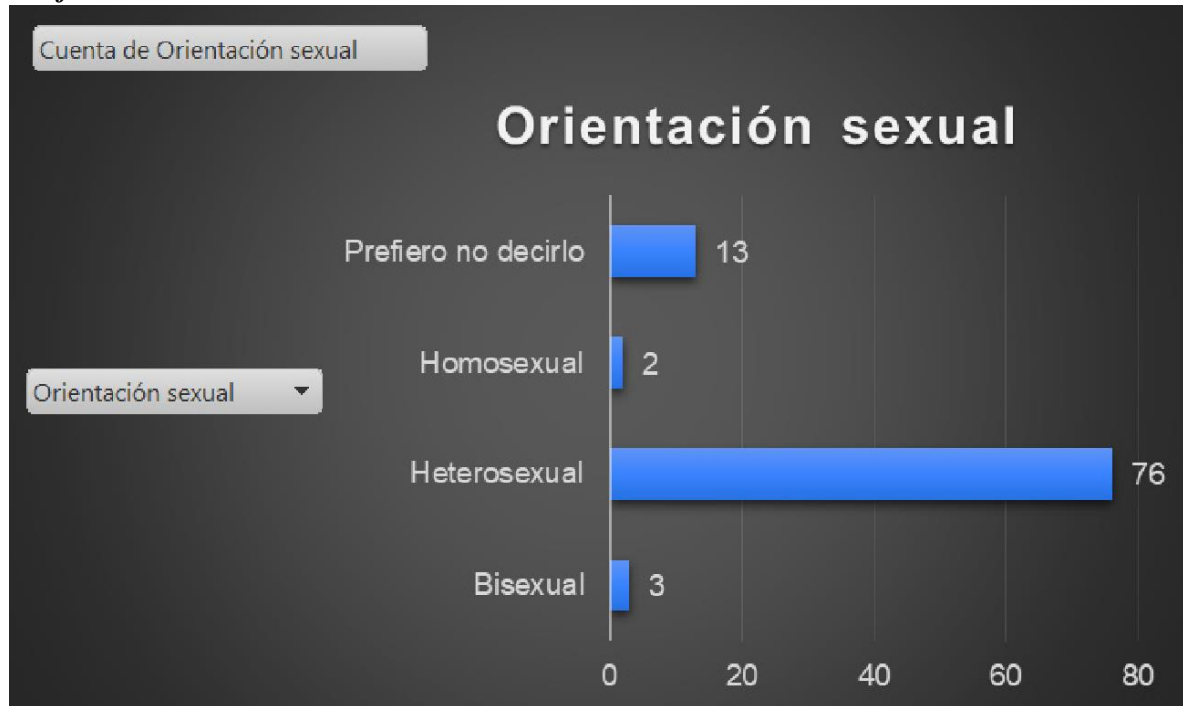 Cuenta de Orientación sexual
Orientación sexual
Prefiero no decirlo 13
Homosexual 2
Orientación sexual
Heterosexual 76
Bisexual 3
0 20 40 60 80